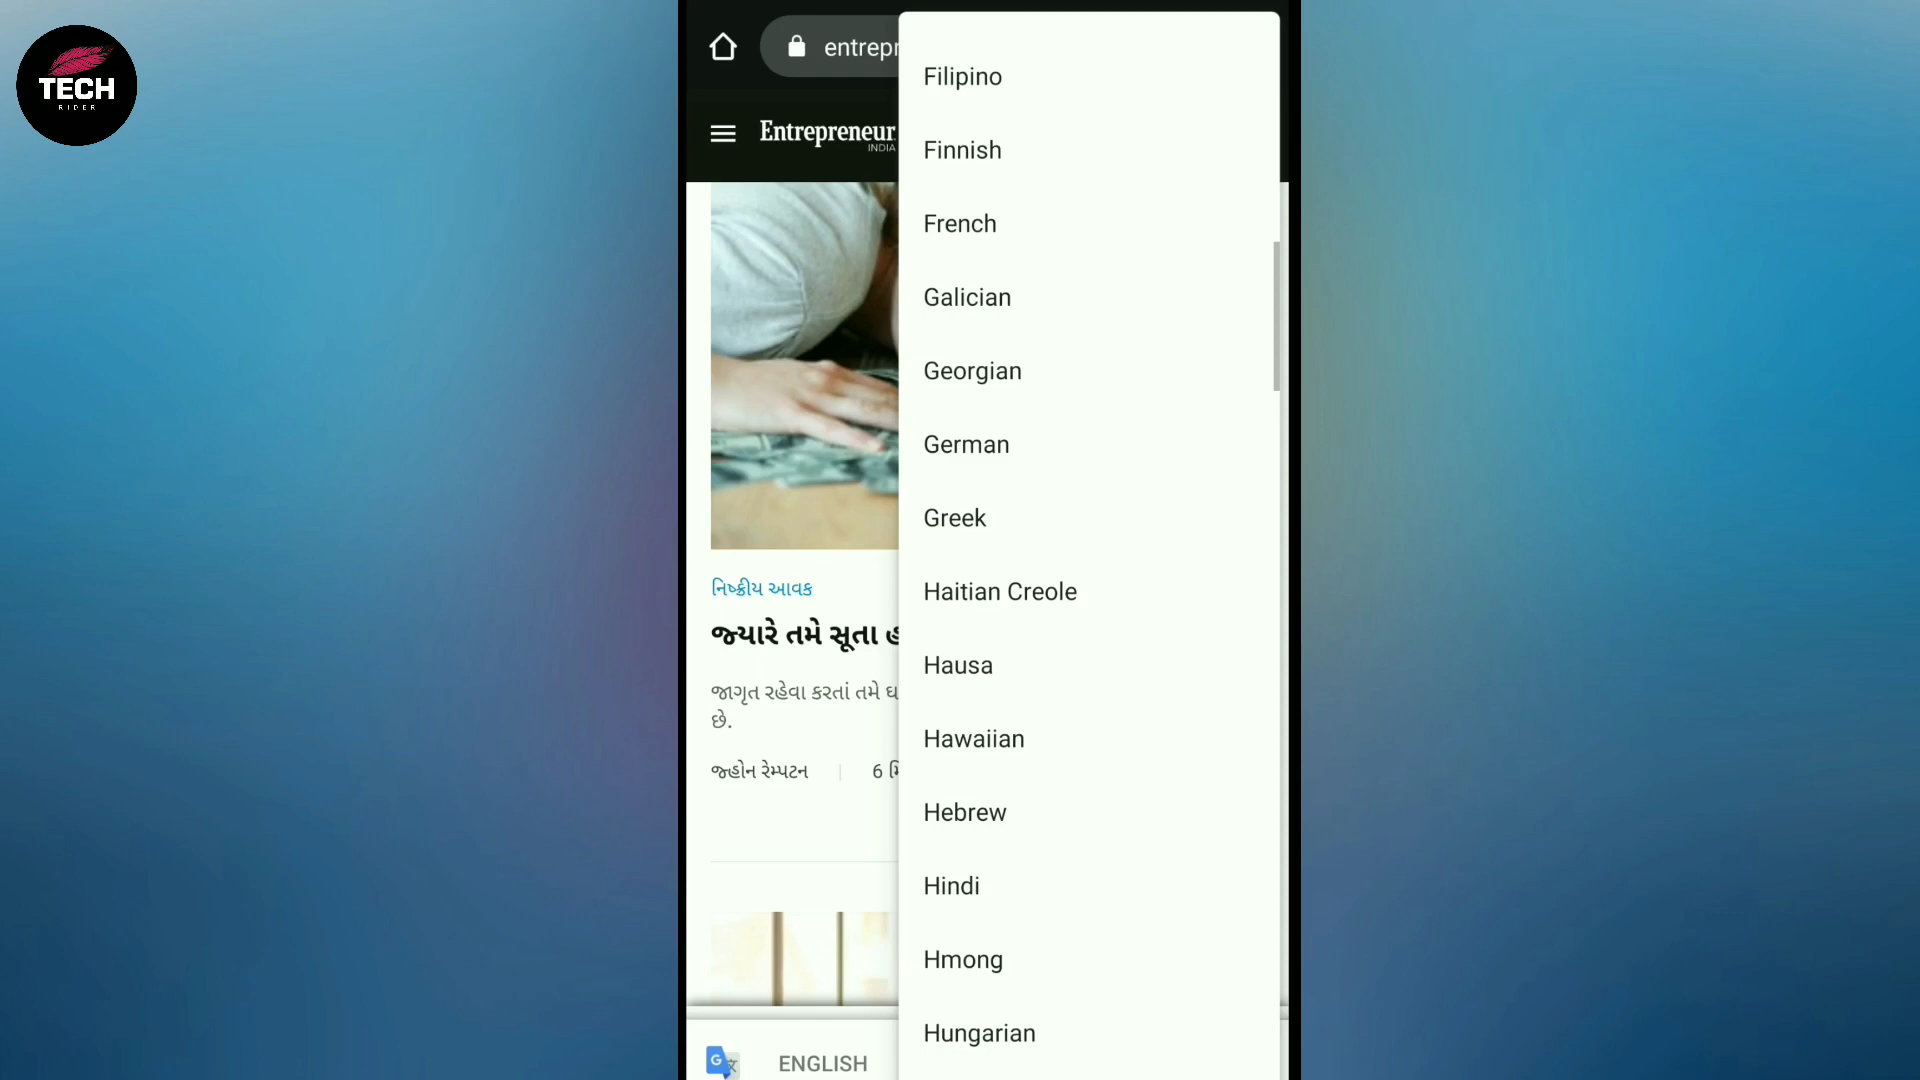 TECH
RIDER
entrepr
Entrepreneur
INDIA
નિષ્ક્રીય આવક
જ્યારે તમે સૂતા હ
જાગૃત રહેવા કરતાં તમે ઘ
છે.
જ્હોન રેમ્પટન
6 મિ
Filipino
Finnish
French
Galician
Georgian
German
Greek
Haitian Creole
Hausa
Hawaiian
Hebrew
Hindi
Hmong
Hungarian
G
ENGLISH